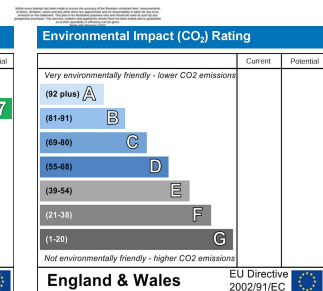 Environmental Impact (CO2) Rating
Current Potential
Very environmentally friendly - lower CO2 emissions
(92 plus) A
(81-91) B
(69-80) C
(55-68) D
(39-54) E
(21-38) F
(1-20) G
Not environmentally friendly - higher CO2 emissions
England & Wales
EU Directive
2002/91/EC
7